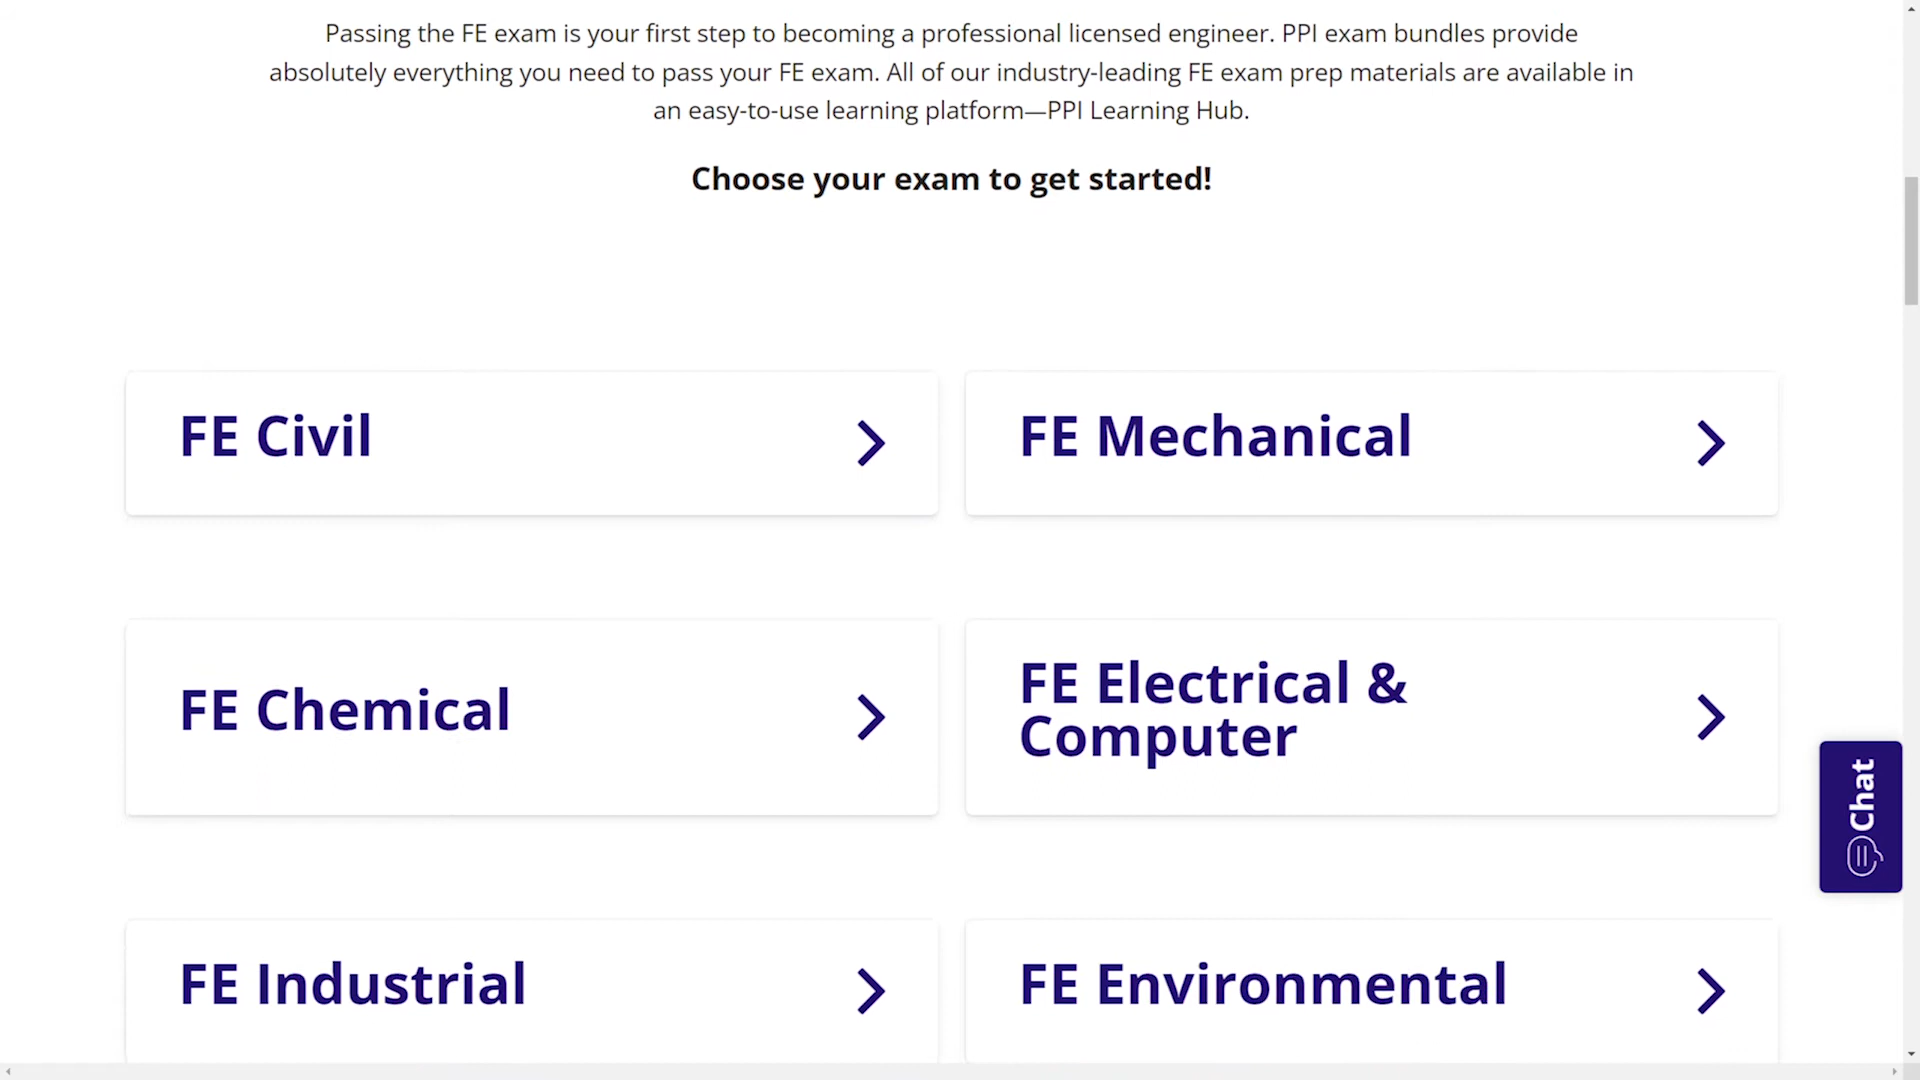 Passing the FE exam is your first step to becoming a professional licensed engineer. PPI exam bundles provide
absolutely everything you need to pass your FE exam. All of our industry-leading FE exam prep materials are available in
an easy-to-use learning platform—PPI Learning Hub.
Choose your exam to get started!
FE Civil
FE Mechanical
FE Chemical
FE Electrical &
Computer
Chat
FE Industrial
FE Environmental